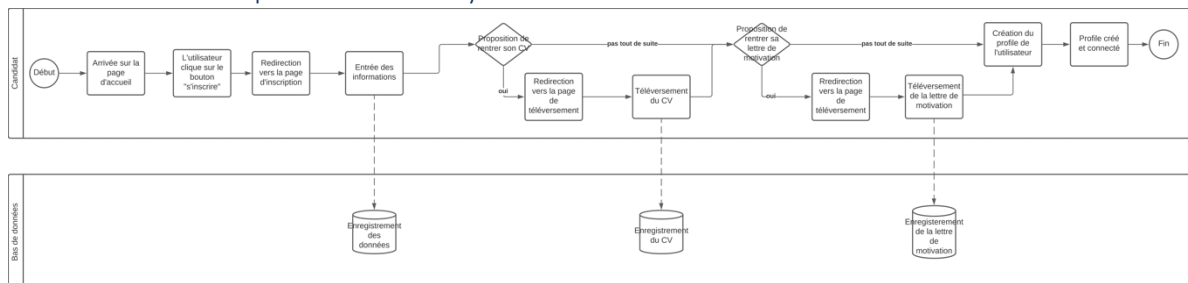 Candidat
Début
Arrivée sur la
page
d'accueil
L'utilisateur
clique sur le
bouton
"s'inscrire"
Redirection
vers la page
d'inscription
Entrée des
informations
Proposition de
rentrer son CV
pas tout de suite
oui
Redirection
vers la page
de
téléversement
Téléversement
du CV
Proposition de
rentrer sa
lettre de
motivation
pas tout de suite
oui
Redirection
vers la page
de
téléversement
Téléversement
de la lettre de
motivation
Création du
profile de
l'utilisateur
Profile créé
et connecté
Fin
Bas de données
Enregistrement
des
données
Enregistrement
du CV
Enregisterement
de la lettre
de
motivation